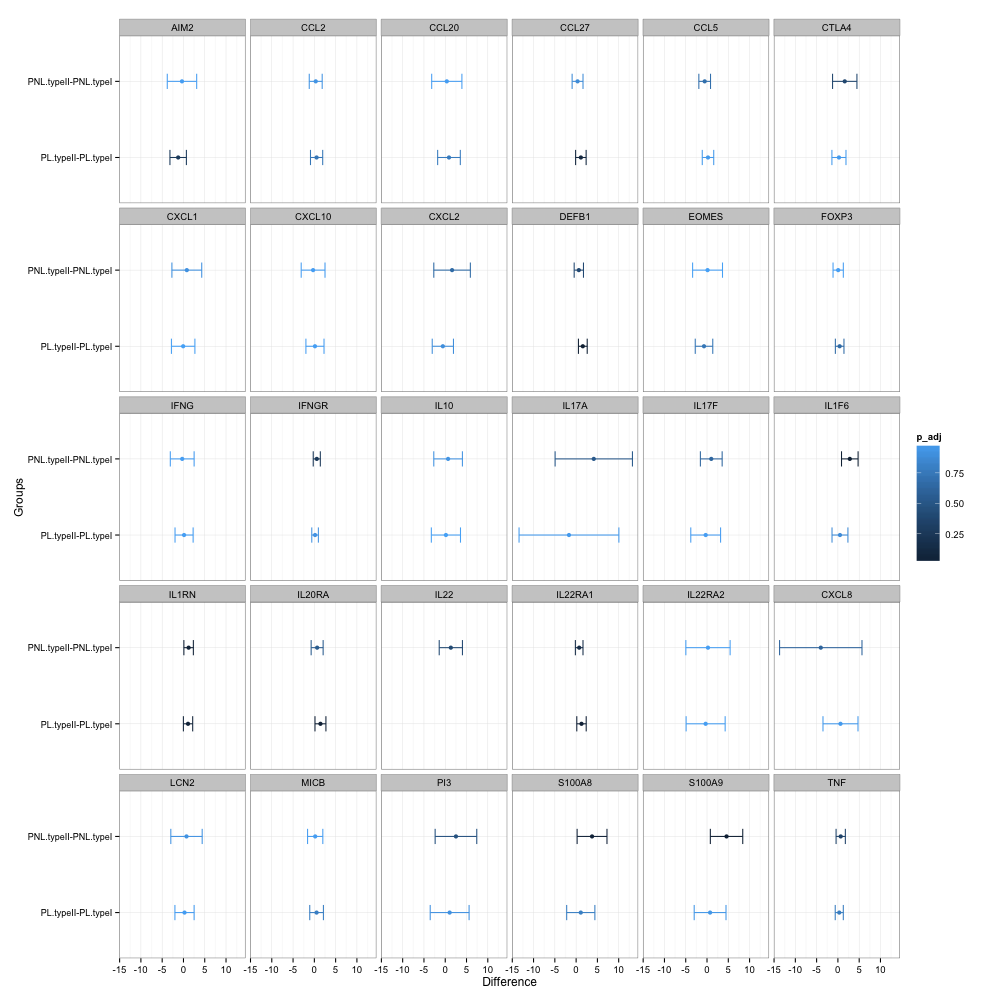 AIM2 CCL2 CCL20 CCL27 CCL5 CTLA4
PNL.typeII-PNL.typeI
PL.typeII-PL.typeI
CXCL1 CXCL10 CXCL2 DEFB1 EOMES FOXP3
PNL.typeII-PNL.typeI
PL.typeII-PL.typeI
IFNG IFNGR IL10 IL17A IL17F IL1F6
PNL.typeII-PNL.typeI
PL.typeII-PL.typeI
IL1RN IL20RA IL22 IL22RA1 IL22RA2 CXCL8
PNL.typeII-PNL.typeI
PL.typeII-PL.typeI
LCN2 MICB PI3 S100A8 S100A9 TNF
PNL.typeII-PNL.typeI
PL.typeII-PL.typeI
-15 -10 -5 0 5 10 -15 -10 -5 0 5 10 -15 -10 -5 0 5 10 -15 -10 -5 0 5 10 -15 -10 -5 0 5 10 -15 -10 -5 0 5 10
Difference
Groups
p_adj
0.75
0.50
0.25